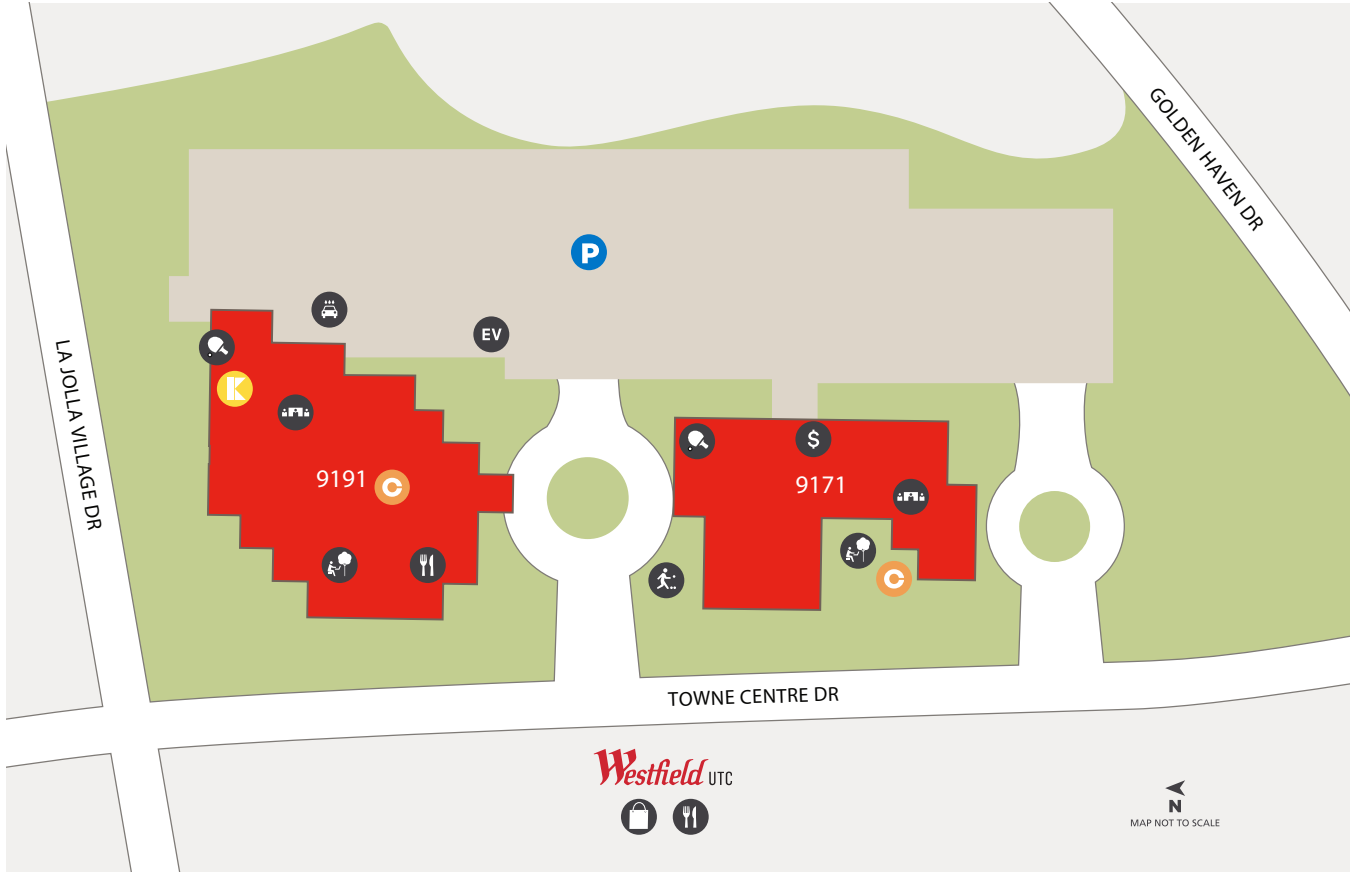 GOLDEN HAVEN DR
P
EV
LA JOLLA VILLAGE DR
K
$
9191
C
9171
C
TOWNE CENTRE DR
Westfield UTC
N
MAP NOT TO SCALE